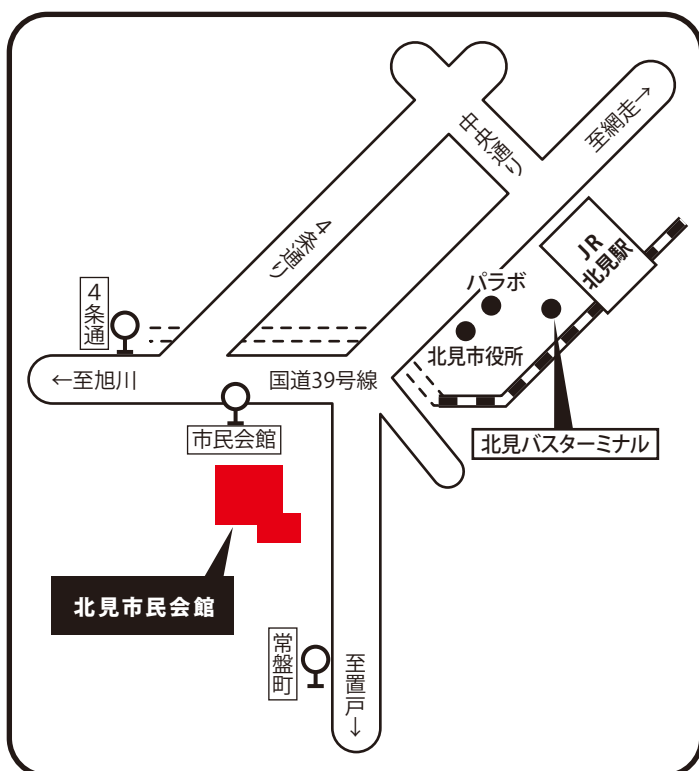 中央通り
至網走→
4条通り
JR
北見駅
パラボ
4条通
北見市役所
←至旭川
国道39号線
市民会館
北見バスターミナル
北見市民会館
常盤町
至置戸→